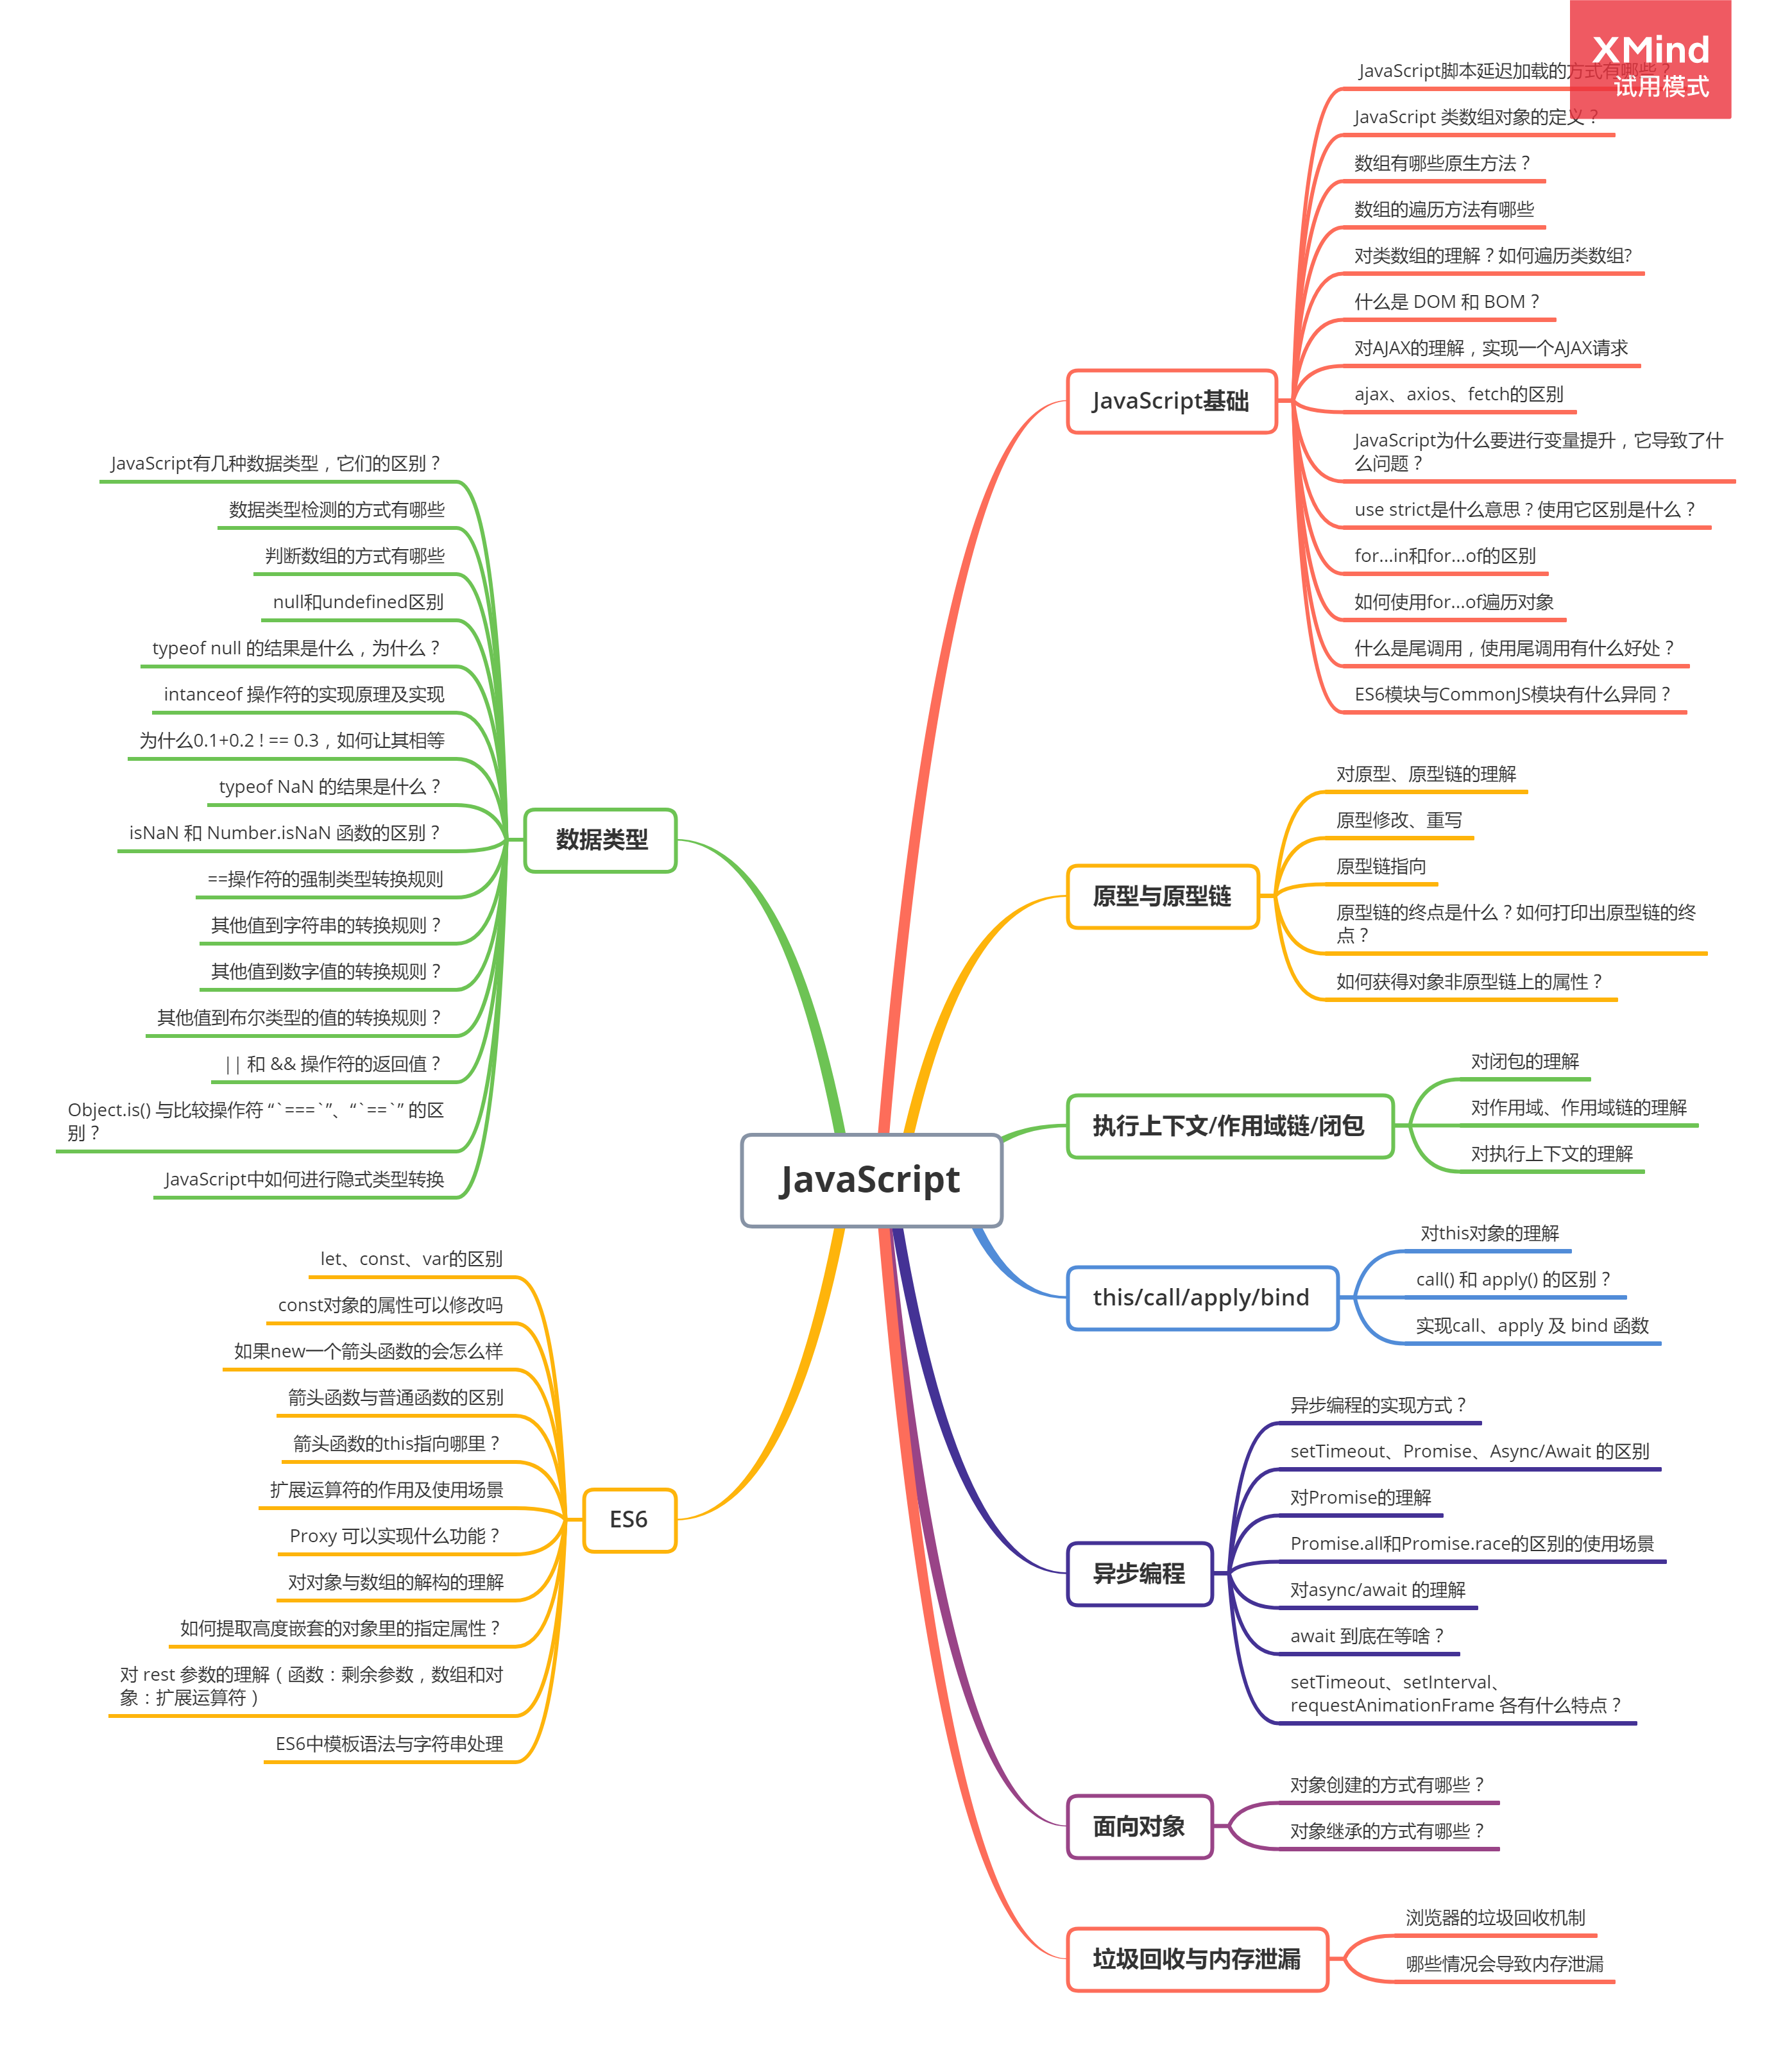 XMind
试用模式
JavaScript脚本延迟加载的方式有哪些？
JavaScript 类数组对象的定义？
数组有哪些原生方法？
数组的遍历方法有哪些
对类数组的理解？如何遍历类数组?
什么是 DOM 和 BOM？
对AJAX的理解，实现一个AJAX请求
ajax、axios、fetch的区别
JavaScript为什么要进行变量提升，它导致了什
么问题？
use strict是什么意思？使用它区别是什么？
for...in和for...of的区别
如何使用for...of遍历对象
什么是尾调用，使用尾调用有什么好处？
ES6模块与CommonJS模块有什么异同？
JavaScript基础
对原型、原型链的理解
原型修改、重写
原型链指向
原型链的终点是什么？如何打印出原型链的终
点？
如何获得对象非原型链上的属性？
原型与原型链
对闭包的理解
对作用域、作用域链的理解
对执行上下文的理解
执行上下文/作用域链/闭包
对this对象的理解
call() 和 apply() 的区别？
实现call、apply 及 bind 函数
this/call/apply/bind
异步编程的实现方式？
setTimeout、Promise、Async/Await 的区别
对Promise的理解
Promise.all和Promise.race的区别的使用场景
对async/await 的理解
await 到底在等啥？
setTimeout、setInterval、
requestAnimationFrame 各有什么特点？
异步编程
对象创建的方式有哪些？
对象继承的方式有哪些？
面向对象
浏览器的垃圾回收机制
哪些情况会导致内存泄漏
垃圾回收与内存泄漏
JavaScript
JavaScript有几种数据类型，它们的区别？
数据类型检测的方式有哪些
判断数组的方式有哪些
null和undefined区别
typeof null 的结果是什么，为什么？
intanceof 操作符的实现原理及实现
为什么0.1+0.2 ! == 0.3，如何让其相等
typeof NaN 的结果是什么？
isNaN 和 Number.isNaN 函数的区别？
==操作符的强制类型转换规则
其他值到字符串的转换规则？
其他值到数字值的转换规则？
其他值到布尔类型的值的转换规则？
|| 和 && 操作符的返回值？
Object.is() 与比较操作符 “`===`”、“`==`” 的区
别？
JavaScript中如何进行隐式类型转换
数据类型
let、const、var的区别
const对象的属性可以修改吗
如果new一个箭头函数的会怎么样
箭头函数与普通函数的区别
箭头函数的this指向哪里？
扩展运算符的作用及使用场景
Proxy 可以实现什么功能？
对对象与数组的解构的理解
如何提取高度嵌套的对象里的指定属性？
对 rest 参数的理解（函数：剩余参数，数组和对
象：扩展运算符）
ES6中模板语法与字符串处理
ES6